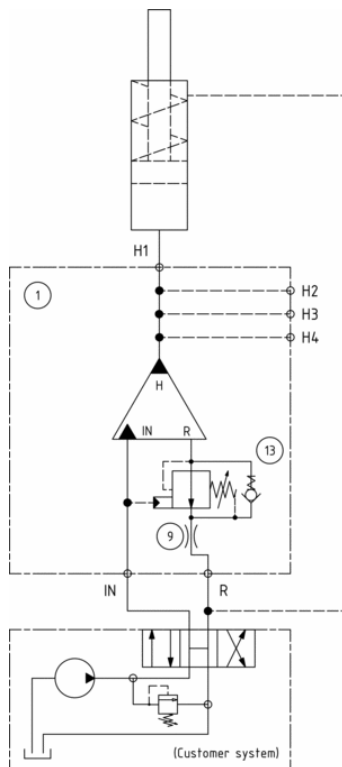 H1
1
H2
H3
H4
H
IN R
13
9
IN R
(Customer system)